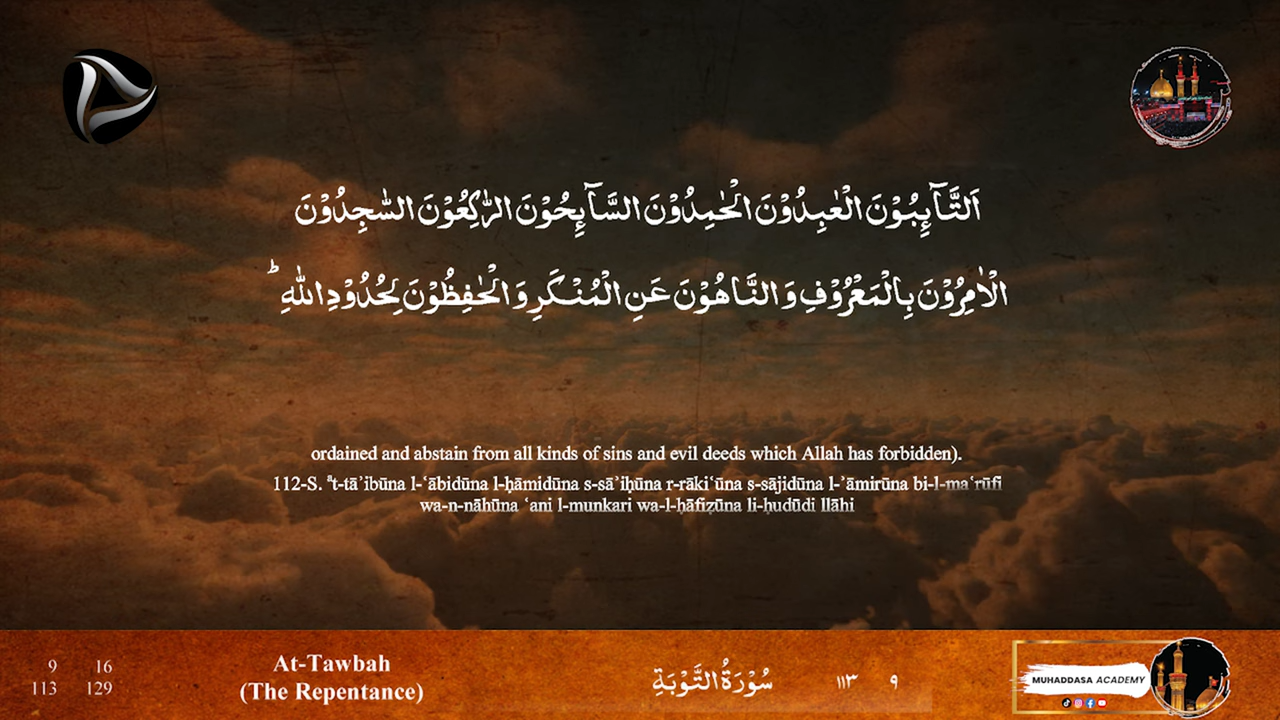 اَلتَّآئِبُوْنَ الْعٰبِدُوْنَ الْحٰمِدُوْنَ السَّآئِحُوْنَ الرّٰكِعُوْنَ السّٰجِدُوْنَ
الْاٰمِرُوْنَ بِالْمَعْرُوْفِ وَ النَّاهُوْنَ عَنِ الْمُنْكَرِ وَ الْحٰفِظُوْنَ لِحُدُوْدِ اللّٰهِؕ
ordained and abstain from all kinds of sins and evil deeds which Allah has forbidden).
112-S. ᵃt-tāʾibūna l-ʿābidūna l-ḥāmidūna s-sāʾiḥūna r-rākiʿūna s-sājidūna l-ʾāmirūna bi-l-maʿrūfi
wa-n-nāhūna ʿani l-munkari wa-l-ḥāfiẓūna li-ḥudūdi llāhi
9 16
113 129
At-Tawbah
(The Repentance)
سُوْرَةُ التَّوْبَةِ
١١٣ ٩
MUHADDASA ACADEMY